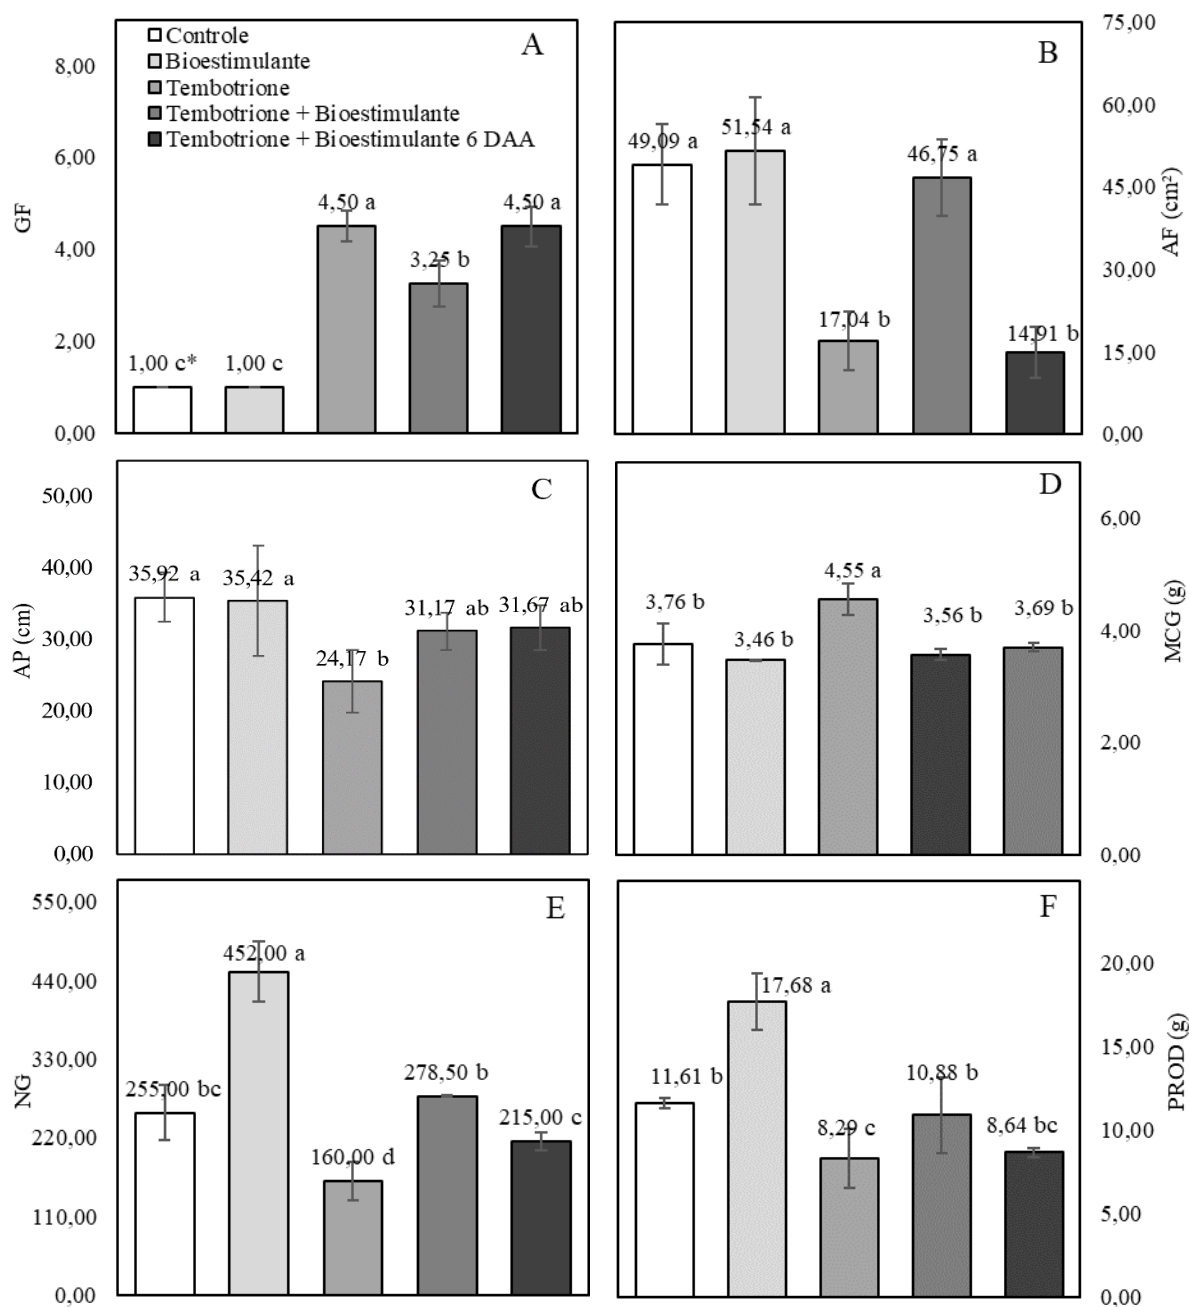 A
Controle
Bioestimulante
Tembotrione
Tembotrione + Bioestimulante
Tembotrione + Bioestimulante 6 DAA
GF
8,00
6,00
4,00
2,00
0,00
1,00 c*
1,00 c
4,50 a
3,25 b
4,50 a
B
AF (cm²)
75,00
60,00
45,00
30,00
15,00
0,00
49,09 a
51,54 a
17,04 b
46,75 a
14,91 b
C
AP (cm)
50,00
40,00
30,00
20,00
10,00
0,00
35,92 a
35,42 a
24,17 b
31,17 ab
31,67 ab
D
MCG (g)
6,00
4,00
2,00
0,00
3,76 b
3,46 b
4,55 a
3,56 b
3,69 b
E
NG
550,00
440,00
330,00
220,00
110,00
0,00
255,00 bc
452,00 a
160,00 d
278,50 b
215,00 c
F
PROD (g)
20,00
15,00
10,00
5,00
0,00
11,61 b
17,68 a
8,29 c
10,88 b
8,64 bc